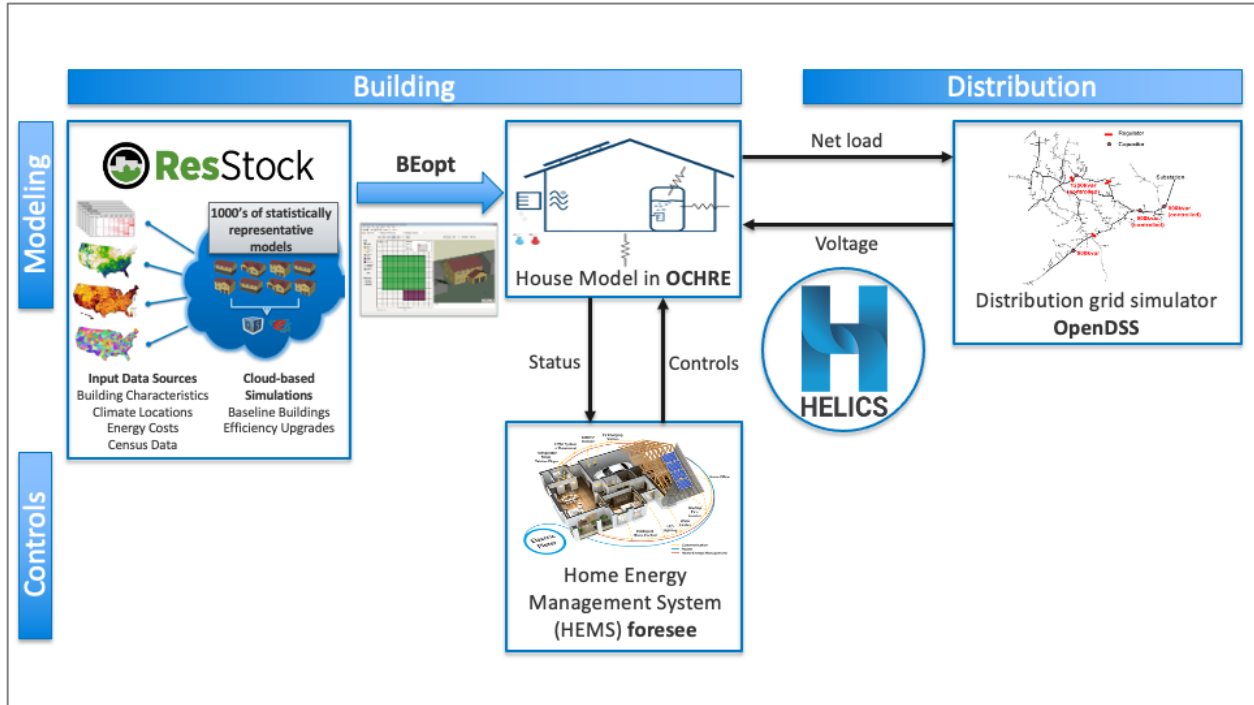 Building
Distribution
Modeling
Controls
ResStock
1000's of statistically
representative
models
Input Data Sources
Building Characteristics
Climate Locations
Energy Costs
Census Data
Cloud-based
Simulations
Baseline Buildings
Efficiency Upgrades
BEopt
House Model in OCHRE
Net load
Voltage
Regulator
Capacitor
Substation
Distribution grid simulator
OpenDSS
Status
Controls
HELICS
Home Energy
Management System
(HEMS) foresee